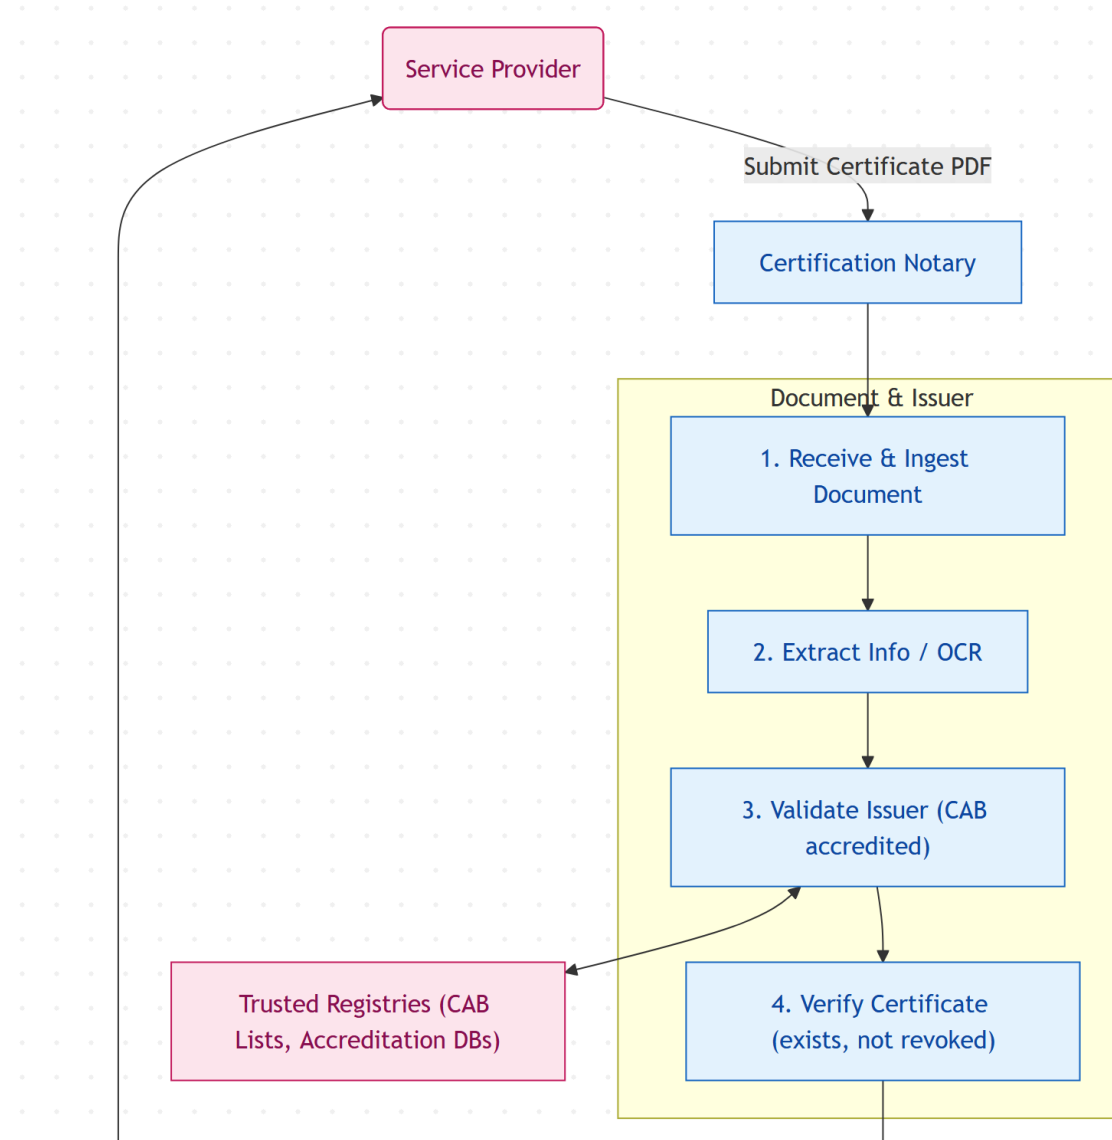 Service Provider
Submit Certificate PDF
Certification Notary
Document & Issuer
1. Receive & Ingest
Document
2. Extract Info / OCR
3. Validate Issuer (CAB
accredited)
Trusted Registries (CAB
Lists, Accreditation DBs)
4. Verify Certificate
(exists, not revoked)